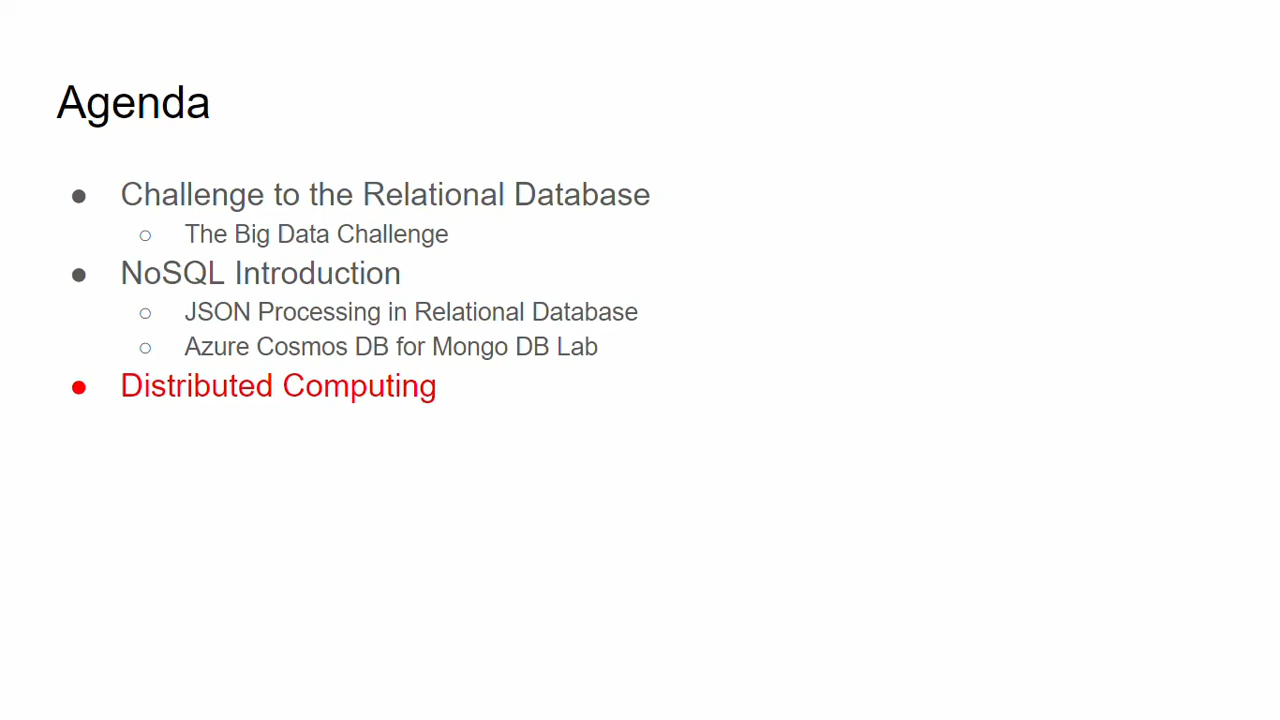 Agenda
● Challenge to the Relational Database
○ The Big Data Challenge
● NoSQL Introduction
○ JSON Processing in Relational Database
○ Azure Cosmos DB for Mongo DB Lab
● Distributed Computing